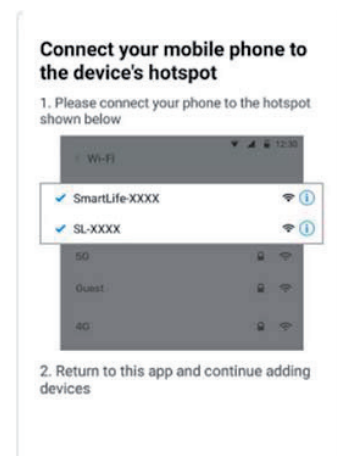 Connect your mobile phone to
the device's hotspot
1. Please connect your phone to the hotspot
shown below
12:30
Wi-Fi
SmartLife-XXXX
SL-XXXX
5G
Guest
4G
2. Return to this app and continue adding
devices